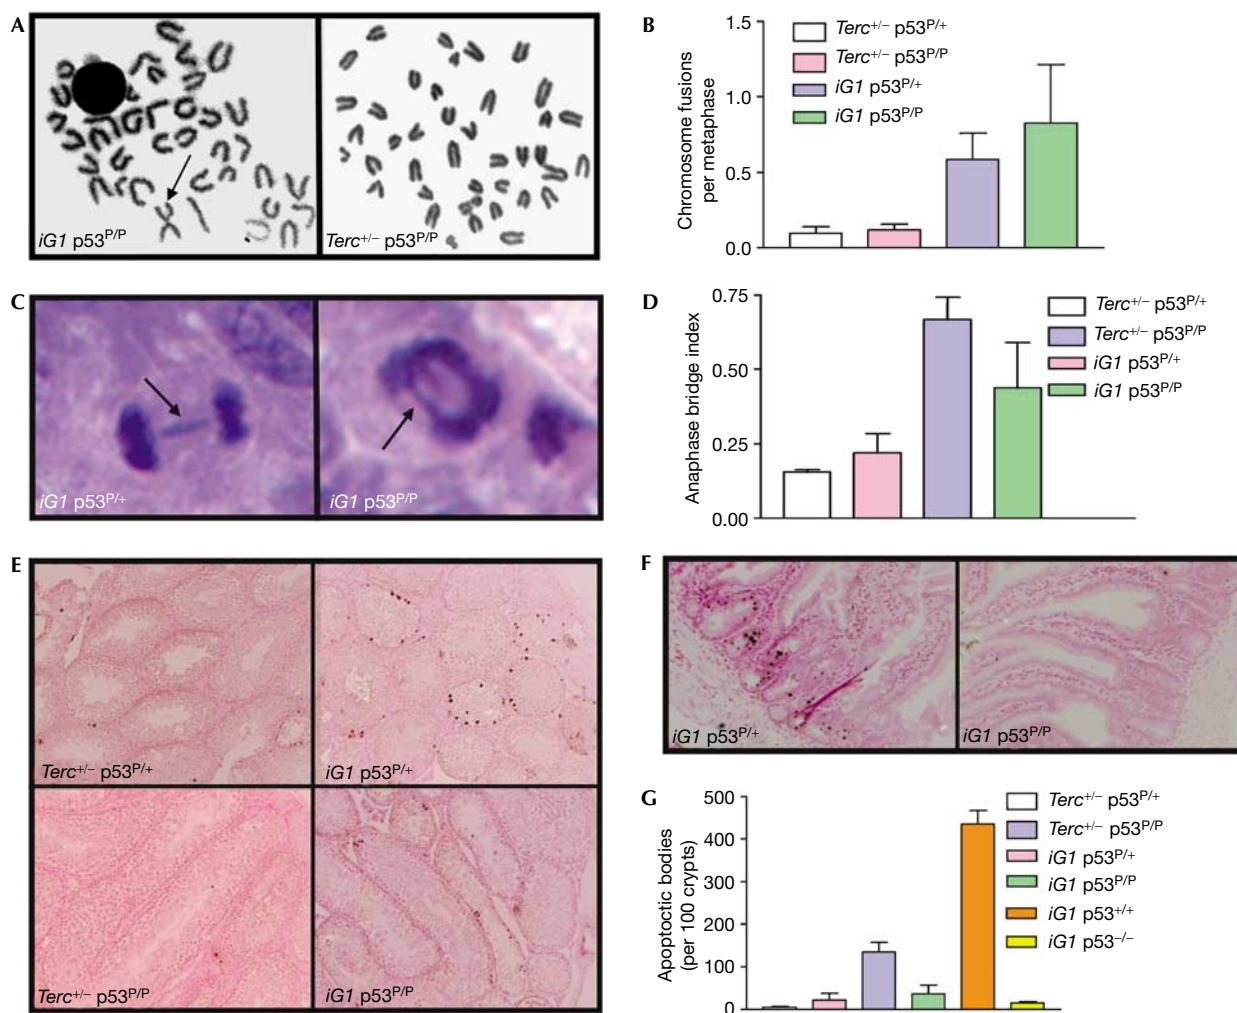 A
iG1 p53P/P
Terc+/– p53P/P
B
Chromosome fusions
per metaphase
1.5
1.0
0.5
0.0
Terc+/– p53P/+
Terc+/– p53P/P
iG1 p53P/+
iG1 p53P/P
C
iG1 p53P/+
iG1 p53P/P
D
Anaphase bridge index
0.75
0.50
0.25
0.00
Terc+/– p53P/+
Terc+/– p53P/P
iG1 p53P/+
iG1 p53P/P
E
Terc+/– p53P/+
iG1 p53P/+
Terc+/– p53P/P
iG1 p53P/P
F
iG1 p53P/+
iG1 p53P/P
G
Apoptoctic bodies
(per 100 crypts)
500
400
300
200
100
0
Terc+/– p53P/+
Terc+/– p53P/P
iG1 p53P/+
iG1 p53P/P
iG1 p53+/+
iG1 p53–/–